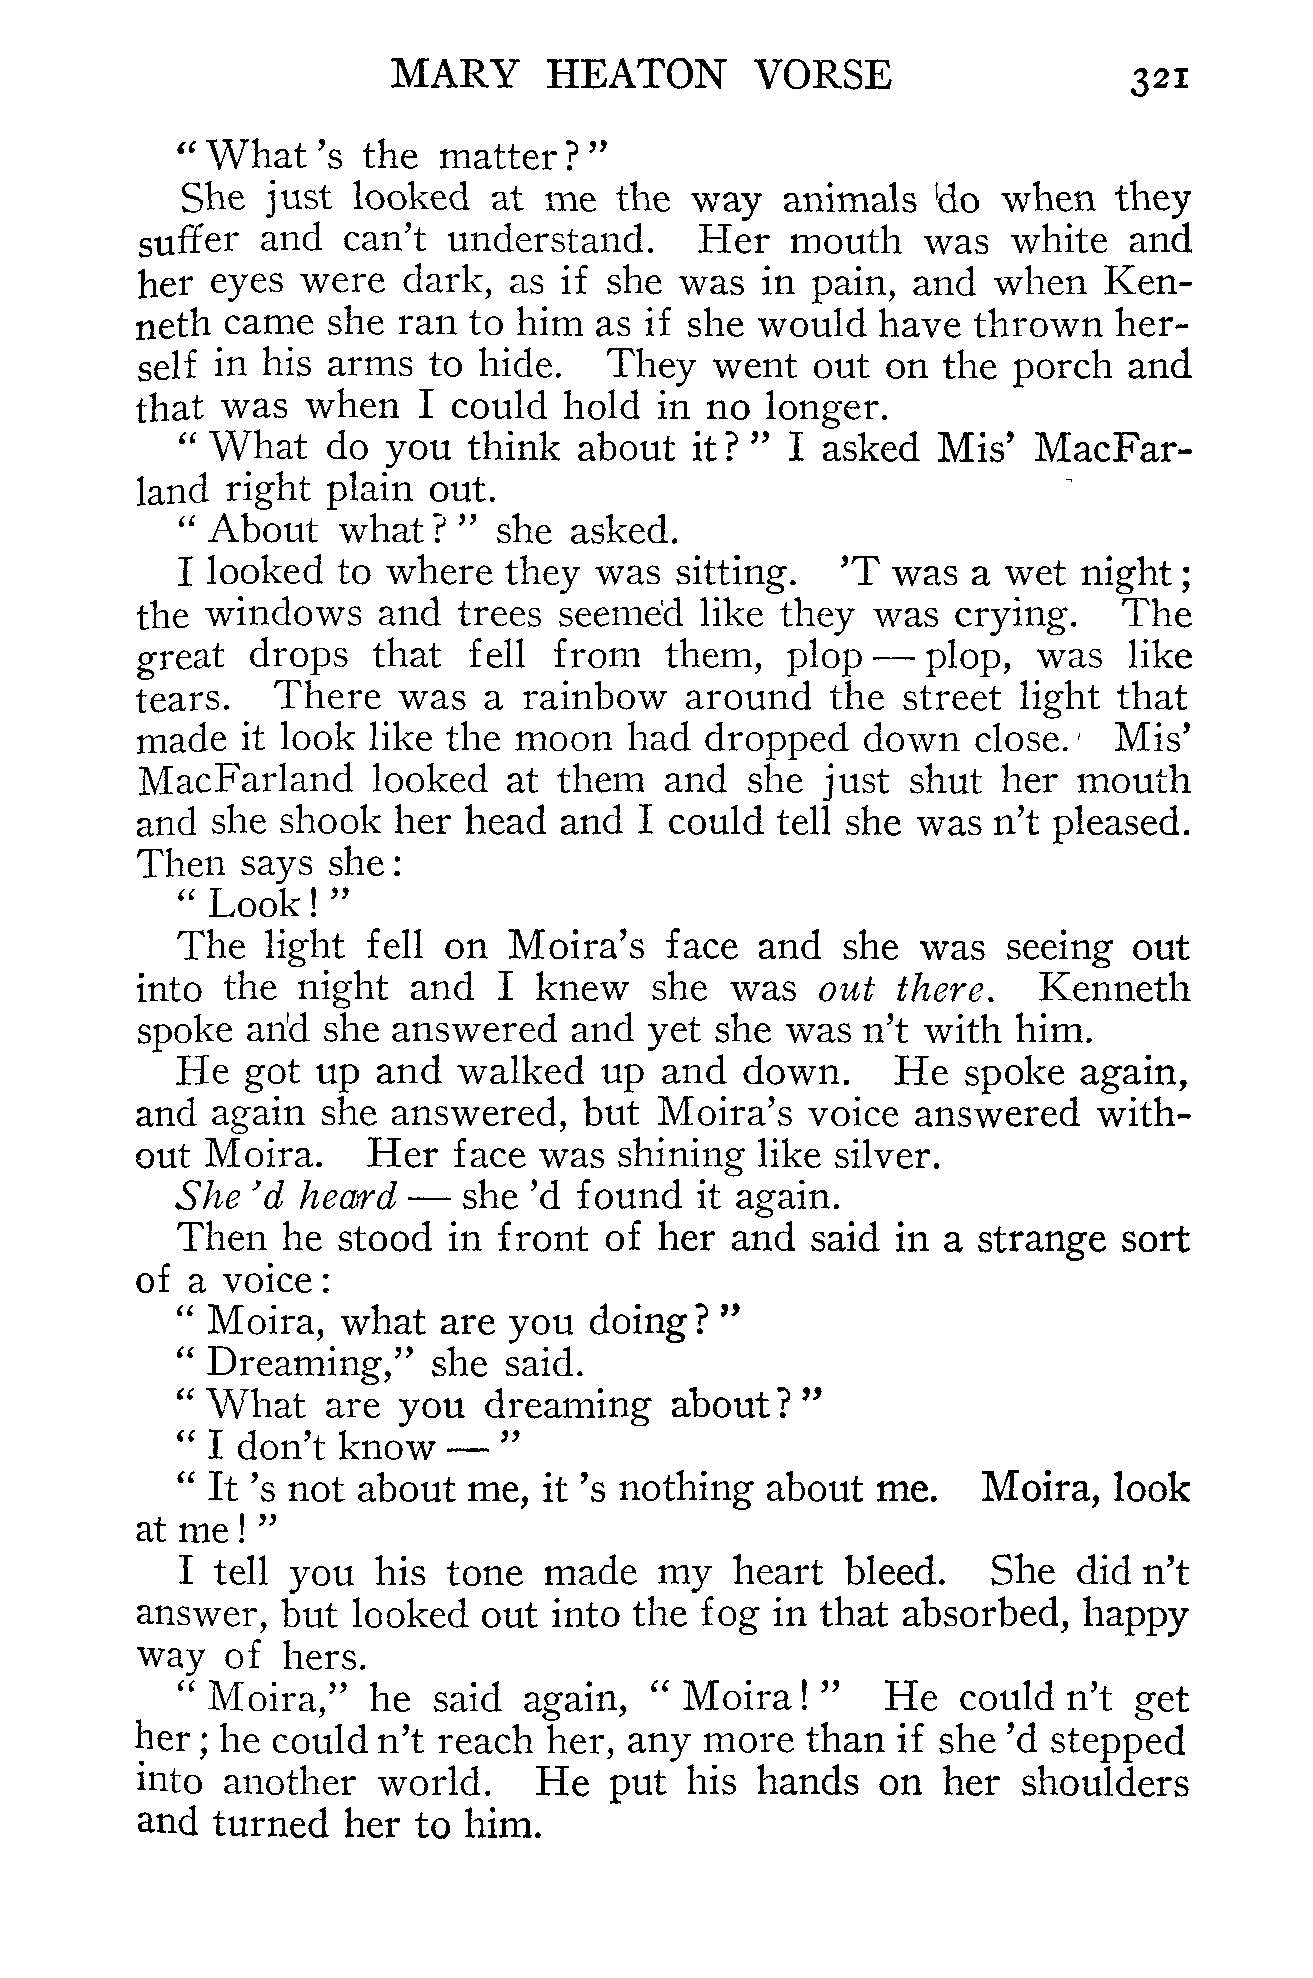 MARY HEATON VORSE 321
" What 's the matter? "
She just looked at me the way animals do when they
suffer and can't understand. Her mouth was white and
her eyes were dark, as if she was in pain, and when Ken-
neth came she ran to him as if she would have thrown her-
self in his arms to hide. They went out on the porch and
that was when I could hold in no longer.
" What do you think about it? " I asked Mis' MacFar-
land right plain out.
" About what? " she asked.
I looked to where they was sitting. 'T was a wet night;
the windows and trees seemed like they was crying. The
great drops that fell from them, plop — plop, was like
tears. There was a rainbow around the street light that
made it look like the moon had dropped down close. Mis'
MacFarland looked at them and she just shut her mouth
and she shook her head and I could tell she was n't pleased.
Then says she:
" Look! "
The light fell on Moira's face and she was seeing out
into the night and I knew she was out there. Kenneth
spoke and she answered and yet she was n't with him.
He got up and walked up and down. He spoke again,
and again she answered, but Moira's voice answered with-
out Moira. Her face was shining like silver.
She 'd heard — she 'd found it again.
Then he stood in front of her and said in a strange sort
of a voice:
" Moira, what are you doing? "
" Dreaming," she said.
" What are you dreaming about? "
" I don't know — "
" It 's not about me, it 's nothing about me. Moira, look
at me! "
I tell you his tone made my heart bleed. She did n't
answer, but looked out into the fog in that absorbed, happy
way of hers.
" Moira," he said again, " Moira! " He could n't get
her; he could n't reach her, any more than if she 'd stepped
into another world. He put his hands on her shoulders
and turned her to him.